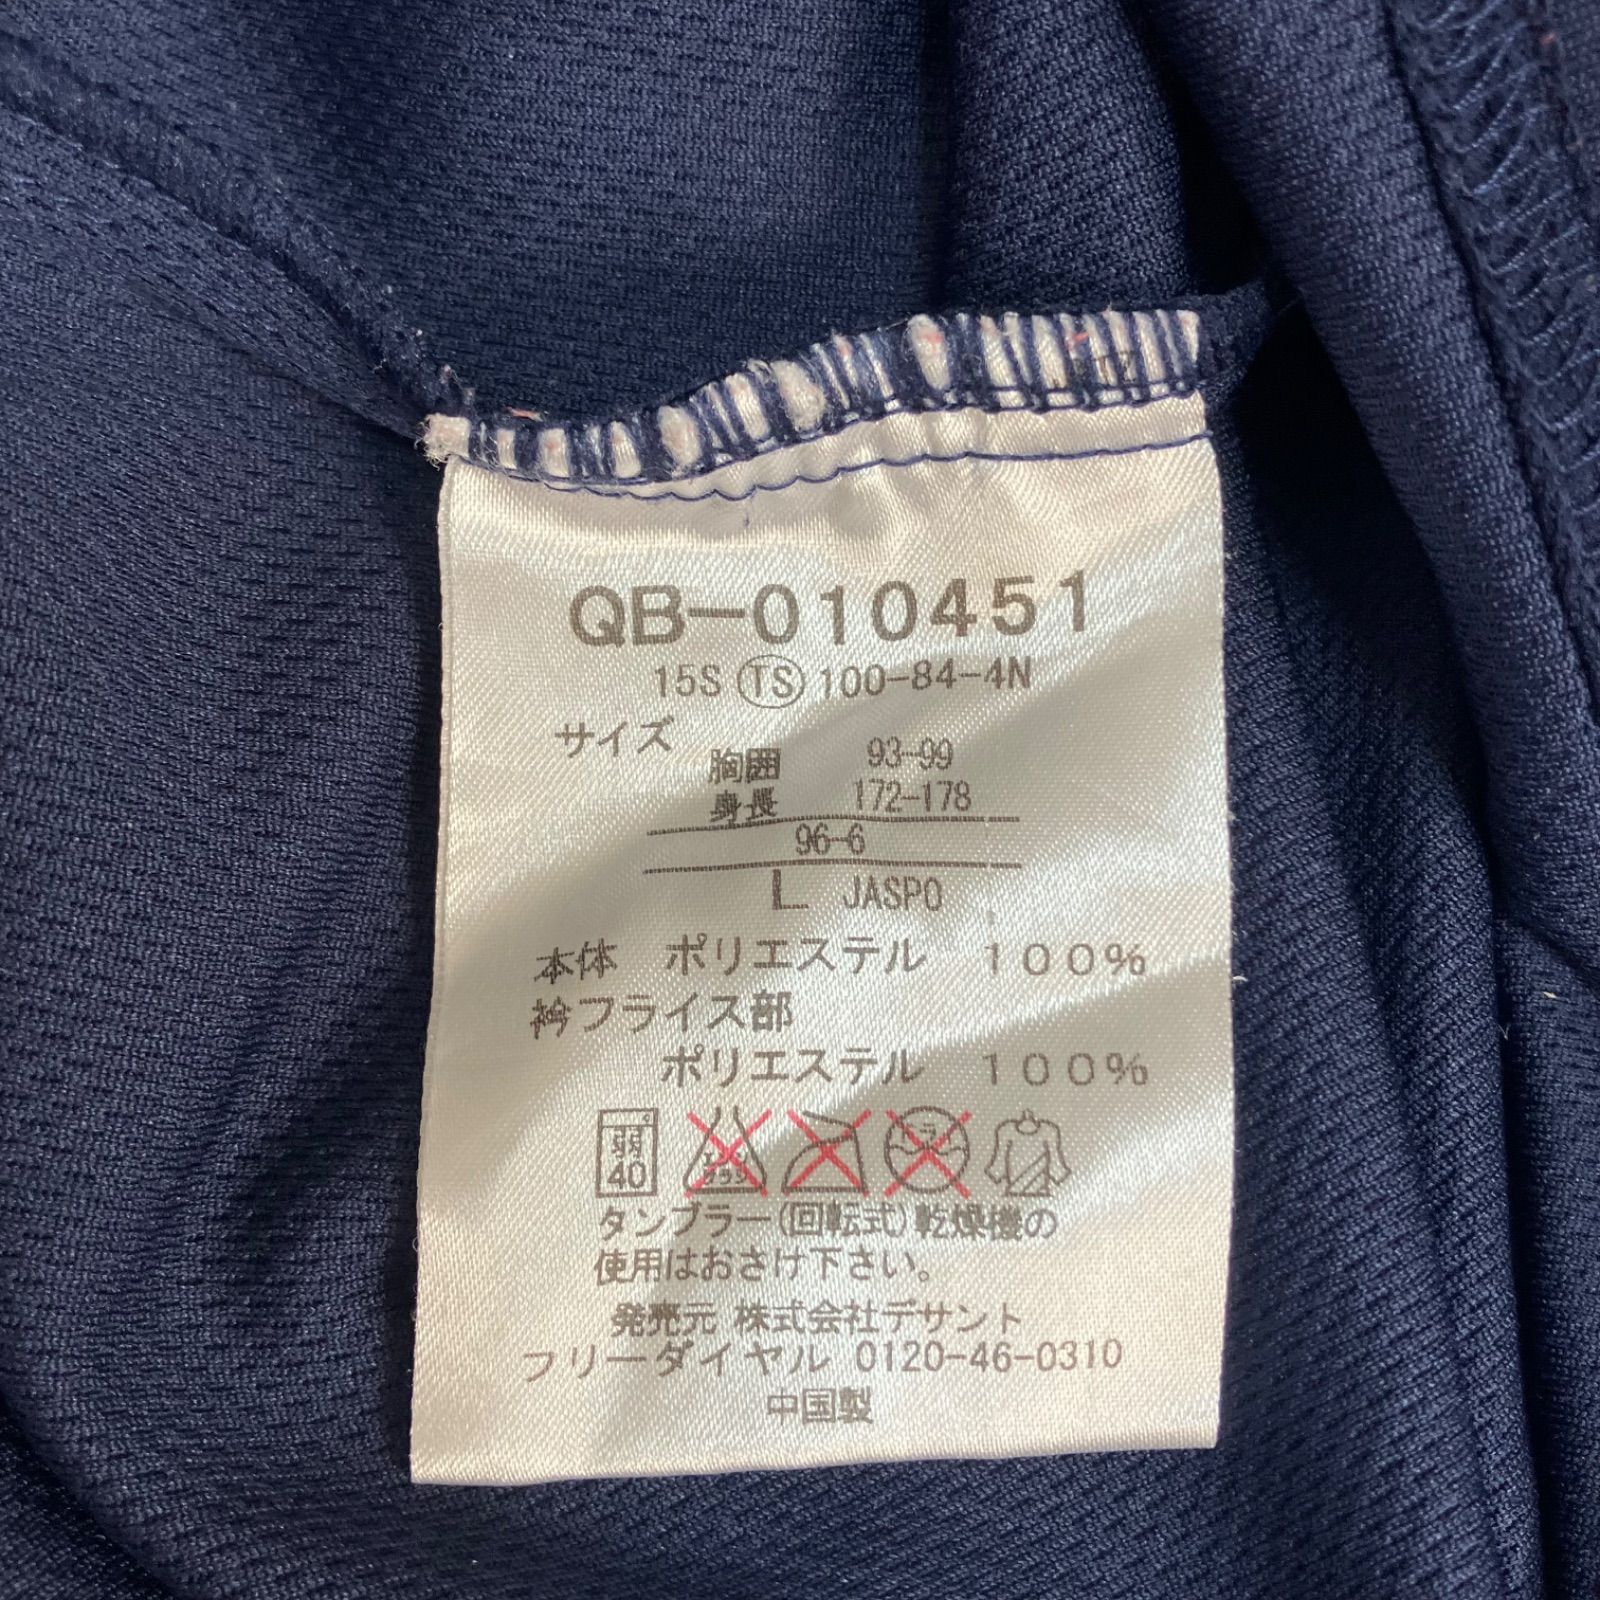 QB-010451
15S TS 100-84-4N
サイズ
胸囲 93-99
身長 172-178
96-6
L JASPO
本体 ポリエステル 100%
衿フライス部
ポリエステル 100%
弱 40 ドライ
タンブラー(回転式)乾燥機の
使用はおさけ下さい。
発売元 株式会社デサント
フリーダイヤル 0120-46-0310
中国製